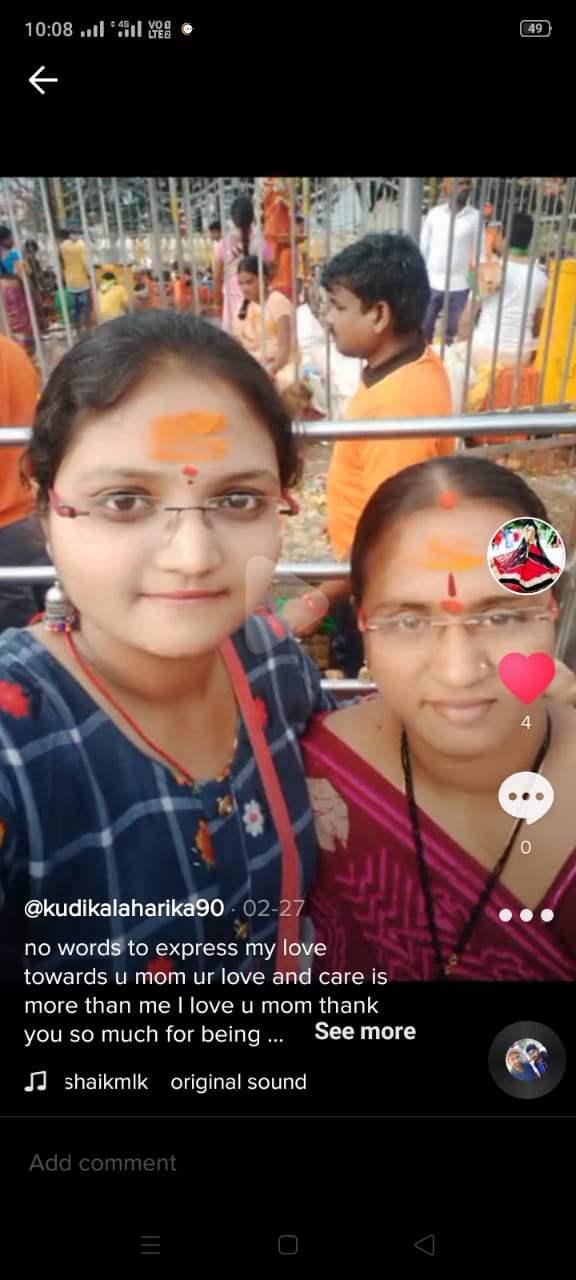 10:08 4G VO LTE2 49
@kudikalaharika90 · 02-27
no words to express my love
towards u mom ur love and care is
more than me I love u mom thank
you so much for being ... See more
shaikmlk original sound
4
0
Add comment